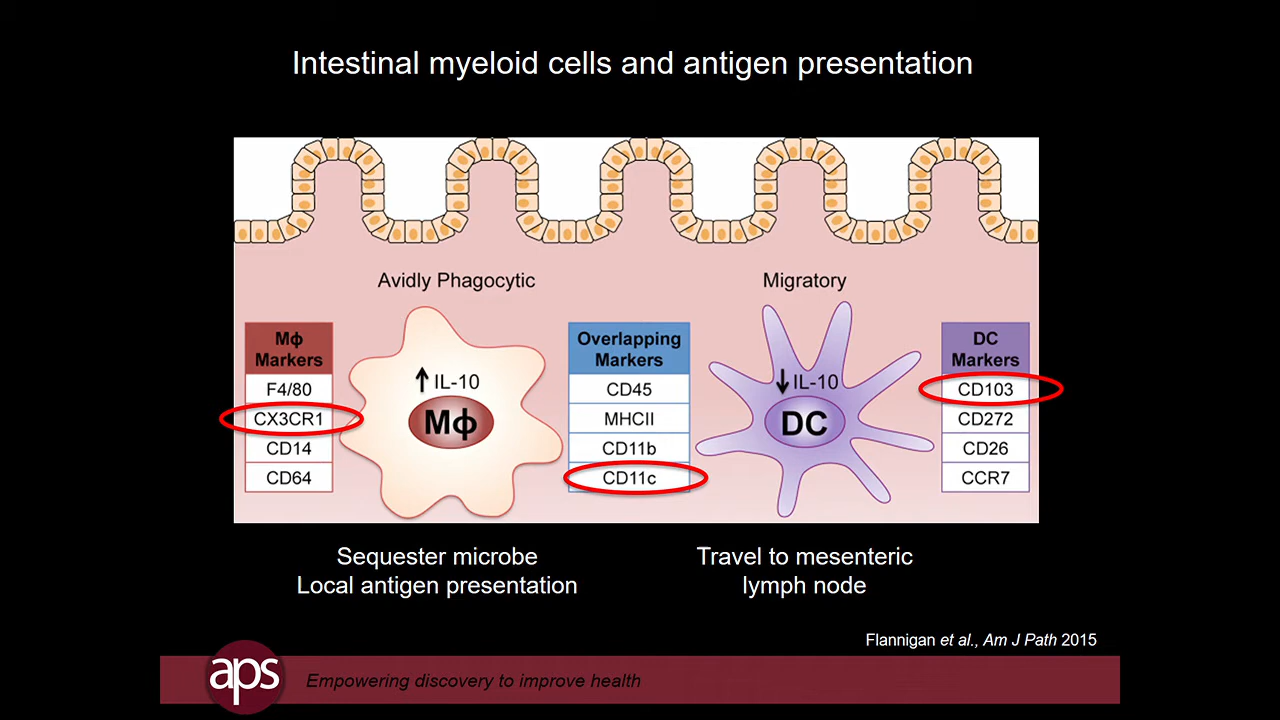 Intestinal myeloid cells and antigen presentation
Avidly Phagocytic
Migratory
Mϕ
Markers
F4/80
CX3CR1
CD14
CD64
↑ IL-10
Mϕ
Overlapping
Markers
CD45
MHCII
CD11b
CD11c
↓ IL-10
DC
DC
Markers
CD103
CD272
CD26
CCR7
Sequester microbe
Local antigen presentation
Travel to mesenteric
lymph node
Flannigan et al., Am J Path 2015
aps
Empowering discovery to improve health